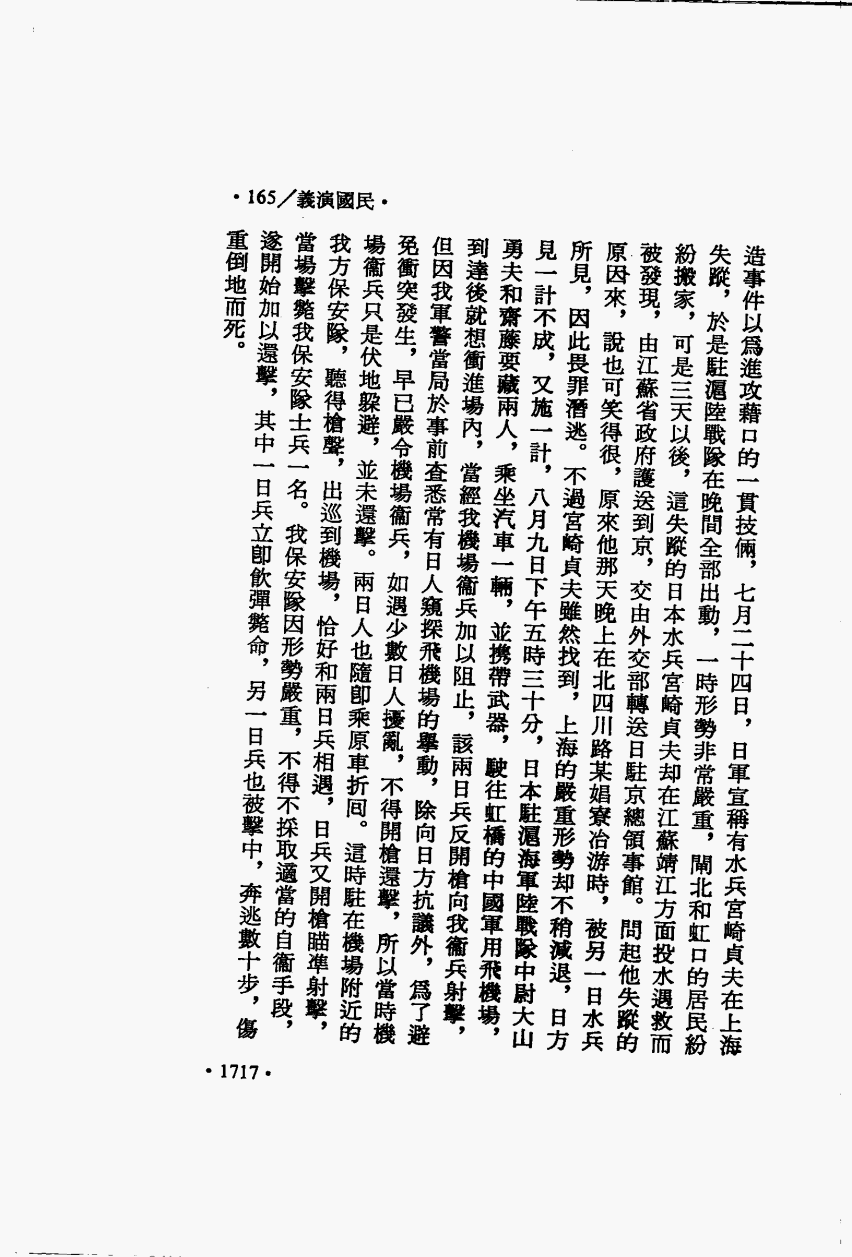 •165／義演國民•
造事件以爲進攻藉口的一貫技倆，七月二十四日，日軍宣稱有水兵宮崎貞夫在上海
失蹤，於是駐滬陸戰隊在晚間全部出動，一時形勢非常嚴重，閘北和虹口的居民紛
紛搬家，可是三天以後，這失蹤的日本水兵宮崎貞夫却在江蘇靖江方面投水遇救而
被發現，由江蘇省政府護送到京，交由外交部轉送日駐京總領事館。問起他失蹤的
原因來，說也可笑得很，原來他那天晚上在北四川路某娼寮冶游時，被另一日水兵
所見，因此畏罪潛逃。不過宮崎貞夫雖然找到，上海的嚴重形勢却不稍減退，日方
見一計不成，又施一計，八月九日下午五時三十分，日本駐滬海軍陸戰隊中尉大山
勇夫和齋藤要藏兩人，乘坐汽車一輛，並携帶武器，駛往虹橋的中國軍用飛機場，
到達後就想衝進場內，當經我機場衞兵加以阻止，該兩日兵反開槍向我衞兵射擊，
但因我軍警當局於事前查悉常有日人窺探飛機場的舉動，除向日方抗議外，爲了避
免衝突發生，早已嚴令機場衞兵，如遇少數日人擾亂，不得開槍還擊，所以當時機
場衞兵只是伏地躱避，並未還擊。兩日人也隨卽乘原車折囘。這時駐在機場附近的
我方保安隊，聽得槍聲，出巡到機場，恰好和兩日兵相遇，日兵又開槍瞄準射擊，
當場擊斃我保安隊士兵一名。我保安隊因形勢嚴重，不得不採取適當的自衞手段，
遂開始加以還擊，其中一日兵立卽飮彈斃命，另一日兵也被擊中，奔逃數十步，傷
重倒地而死。
•1717•